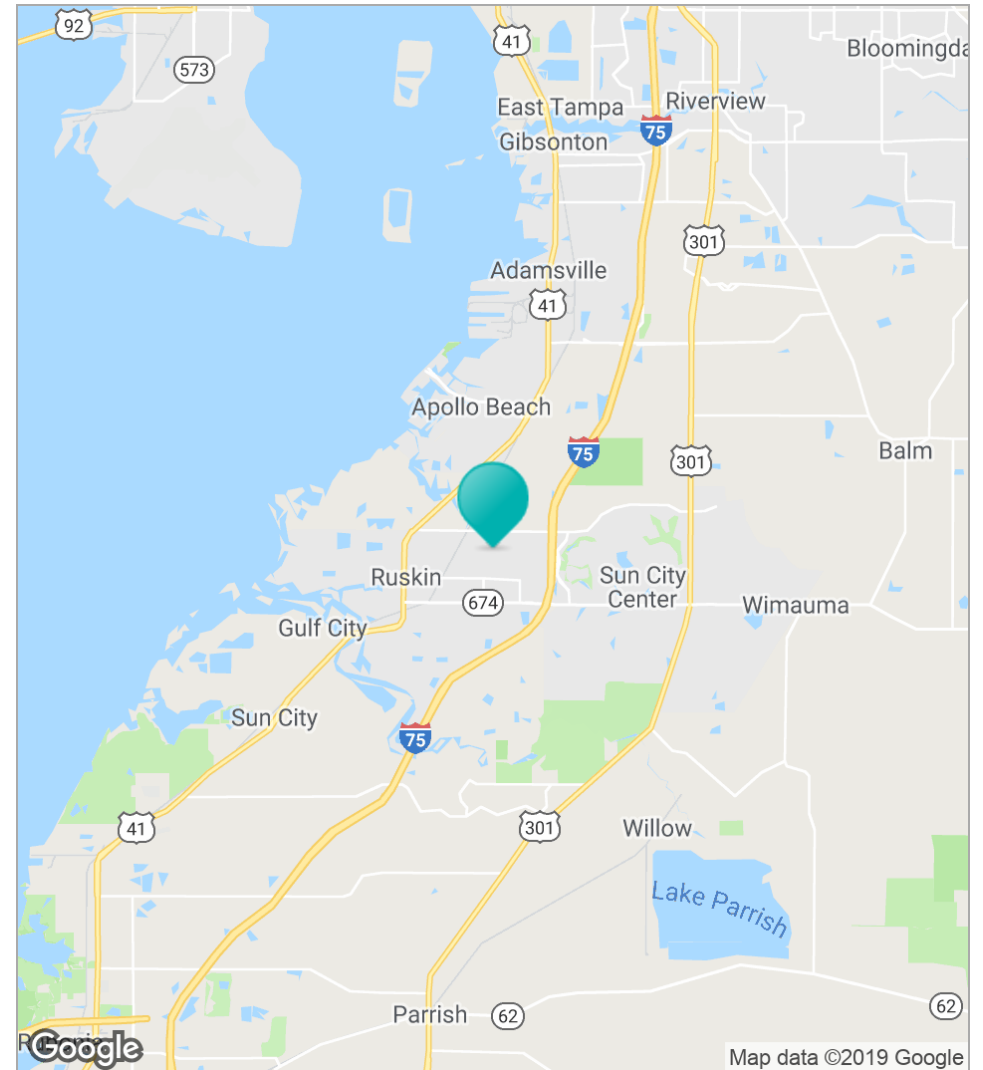 92
41
Bloomingda
573
East Tampa
Riverview
Gibsonton
75
301
Adamsville
41
Apollo Beach
75
301
Balm
Ruskin
Sun City
Center
674
Wimauma
Gulf City
Sun City
75
41
301
Willow
Lake Parrish
Parrish
62
62
Google
Map data ©2019 Google